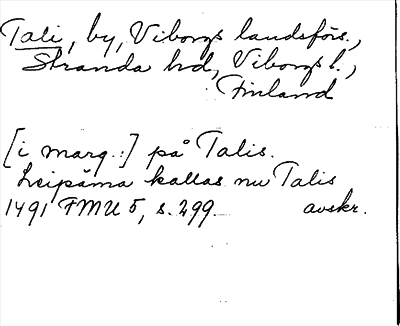 Tali, by, Viborgs landsförs.,
Stranda hd, Viborgs l.,
Finland
[i marg.:] på Talis.
Leipäma kallas nu Talis
1491 FMU 5, s. 299. avskr.